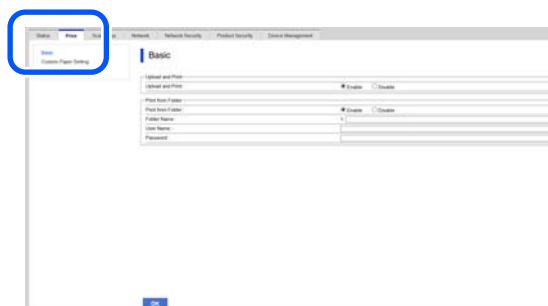 Status Print Network Network Security Product Security Device Management
Basic
Custom Paper Setting
Basic
Upload and Print
Upload and Print : Enable Disable
Print from Folder
Print from Folder : Enable Disable
Folder Name :
User Name :
Password :
OK